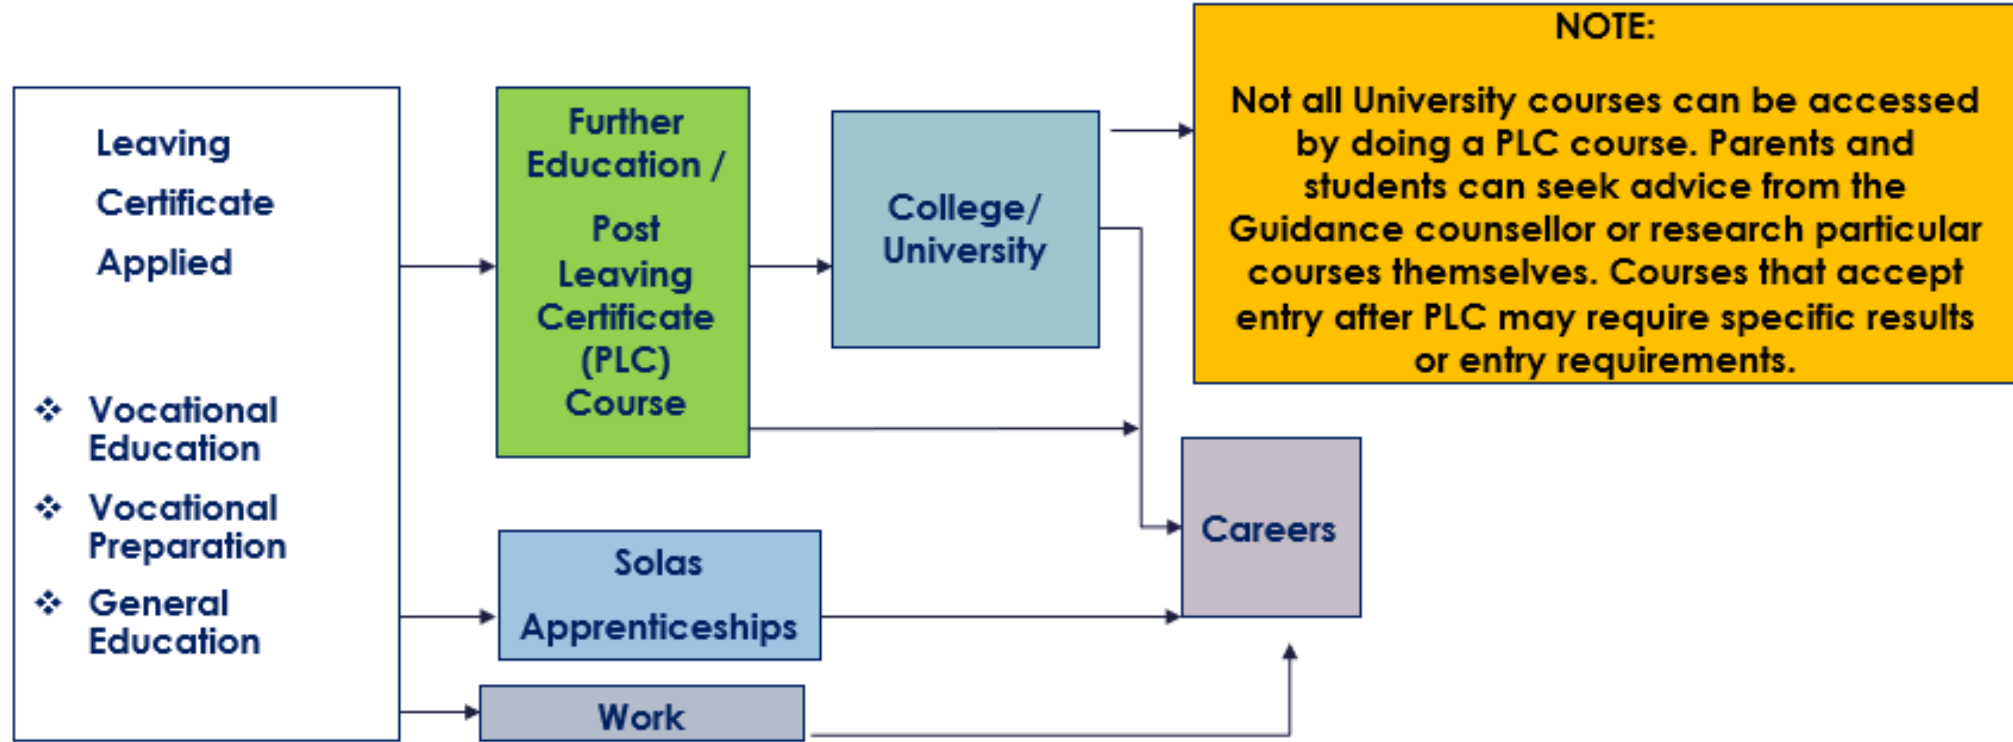 Leaving
Certificate
Applied
❖ Vocational
Education
❖ Vocational
Preparation
❖ General
Education
Further
Education /
Post
Leaving
Certificate
(PLC)
Course
College/
University
NOTE:
Not all University courses can be accessed
by doing a PLC course. Parents and
students can seek advice from the
Guidance counsellor or research particular
courses themselves. Courses that accept
entry after PLC may require specific results
or entry requirements.
Solas
Apprenticeships
Work
Careers